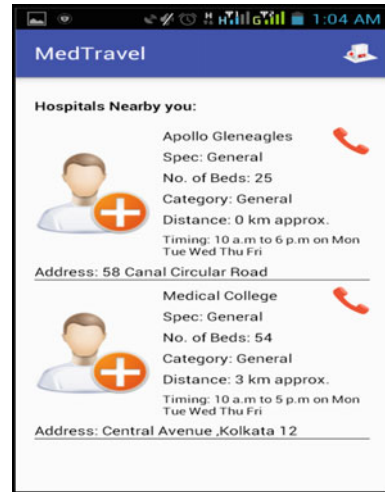 1:04 AM
MedTravel
Hospitals Nearby you:
Apollo Gleneagles
Spec: General
No. of Beds: 25
Category: General
Distance: 0 km approx.
Timing: 10 a.m to 6 p.m on Mon
Tue Wed Thu Fri
Address: 58 Canal Circular Road
Medical College
Spec: General
No. of Beds: 54
Category: General
Distance: 3 km approx.
Timing: 10 a.m to 5 p.m on Mon
Tue Wed Thu Fri
Address: Central Avenue ,Kolkata 12